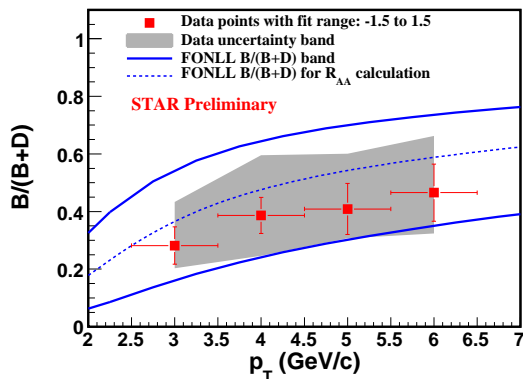 Data points with fit range: -1.5 to 1.5
Data uncertainty band
FONLL B/(B+D) band
FONLL B/(B+D) for R_AA calculation
STAR Preliminary
B/(B+D)
1
0.8
0.6
0.4
0.2
0
2 2.5 3 3.5 4 4.5 5 5.5 6 6.5 7
p_T (GeV/c)